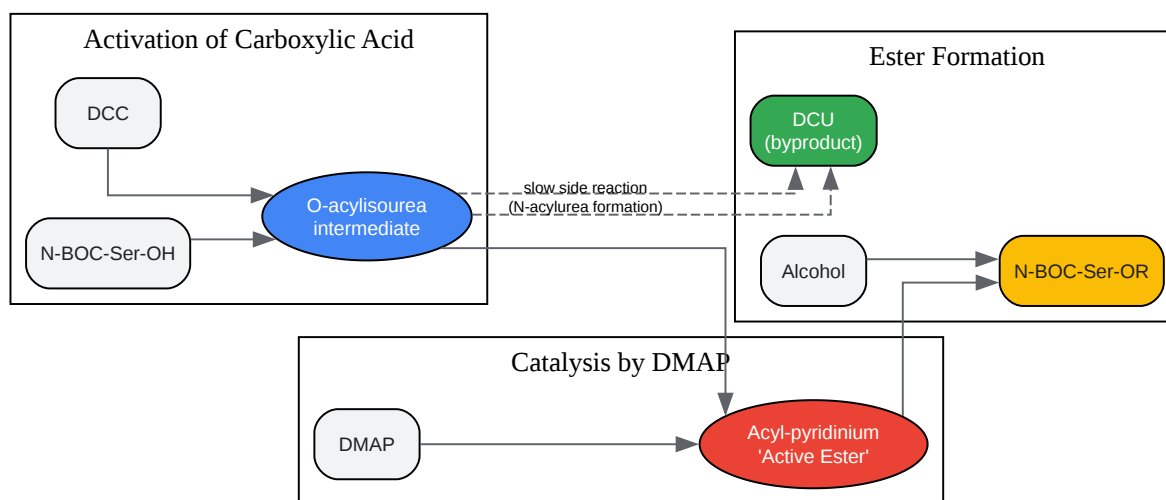 Activation of Carboxylic Acid
DCC
N-BOC-Ser-OH
O-acylisourea
intermediate
slow side reaction
(N-acylurea formation)
Ester Formation
DCU
(byproduct)
Alcohol
N-BOC-Ser-OR
Catalysis by DMAP
DMAP
Acyl-pyridinium
'Active Ester'